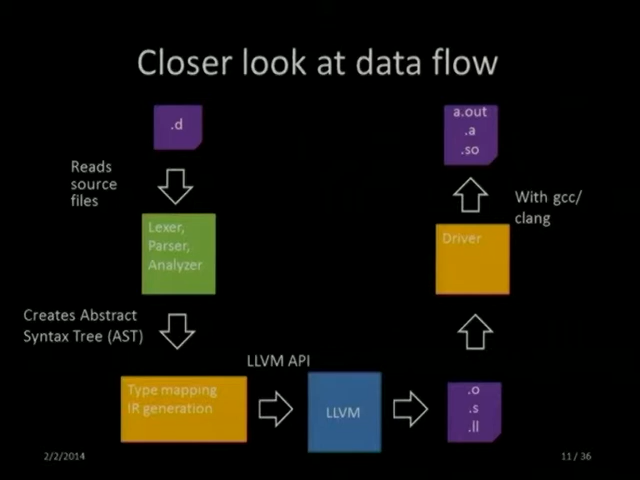 Closer look at data flow
.d
Reads
source
files
Lexer,
Parser,
Analyzer
Creates Abstract
Syntax Tree (AST)
Type mapping
IR generation
LLVM API
LLVM
.o
.s
.ll
Driver
With gcc/
clang
a.out
.a
.so
2/2/2014
11 / 36